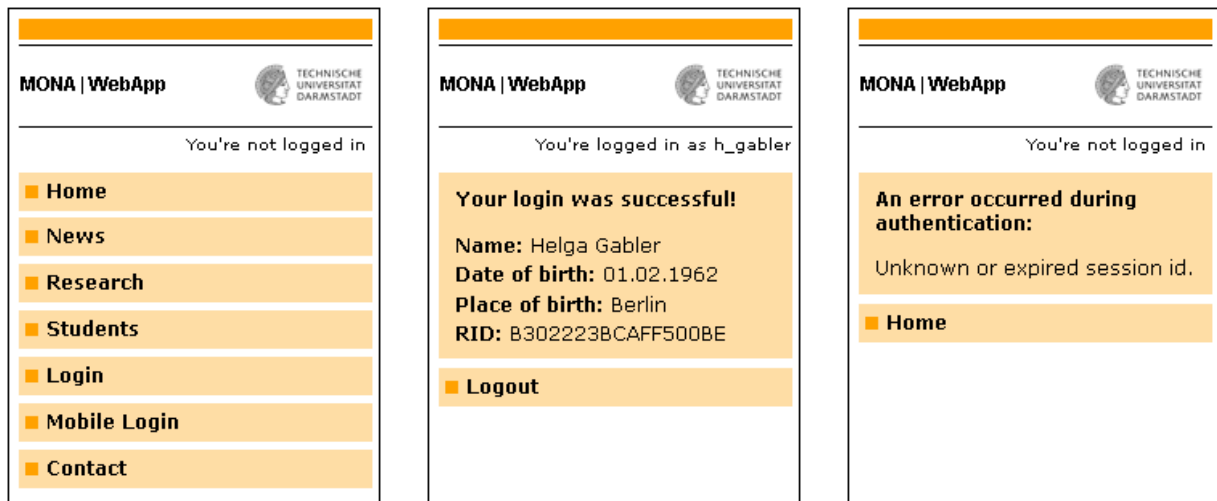 MONA | WebApp
TECHNISCHE
UNIVERSITÄT
DARMSTADT
You're not logged in
Home
News
Research
Students
Login
Mobile Login
Contact
MONA | WebApp
TECHNISCHE
UNIVERSITÄT
DARMSTADT
You're logged in as h_gabler
Your login was successful!
Name: Helga Gabler
Date of birth: 01.02.1962
Place of birth: Berlin
RID: B302223BCAFF500BE
Logout
MONA | WebApp
TECHNISCHE
UNIVERSITÄT
DARMSTADT
You're not logged in
An error occurred during
authentication:
Unknown or expired session id.
Home